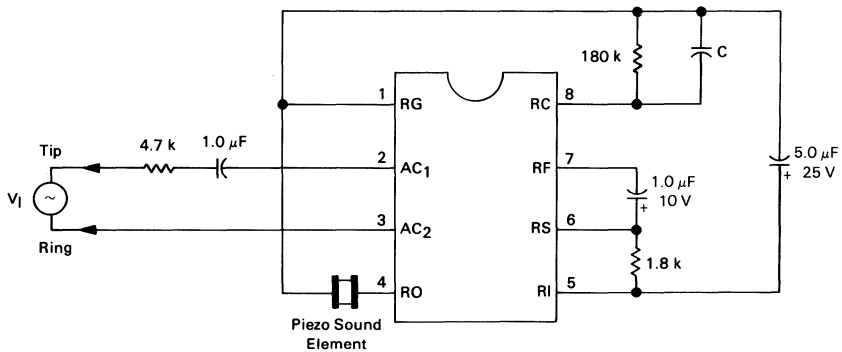 180 k
C
1 RG
RC 8
4.7 k
1.0 μF
Tip
2 AC1
RF 7
5.0 μF
25 V
+
VI
~
1.0 μF
10 V
+
3 AC2
RS 6
Ring
1.8 k
4 RO
RI 5
Piezo Sound
Element